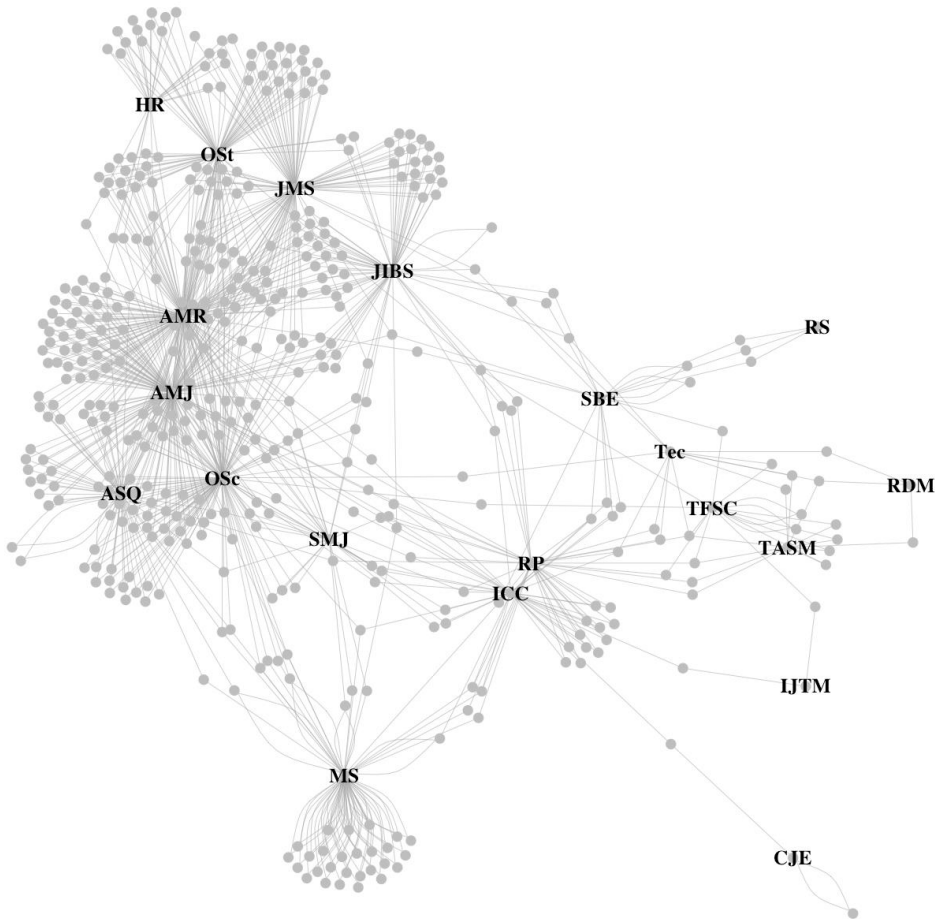 HR
OSt
JMS
JIBS
AMR
RS
AMJ
SBE
Tec
OSc
RDM
ASQ
TFSC
SMJ
TASM
RP
ICC
IJTM
MS
CJE